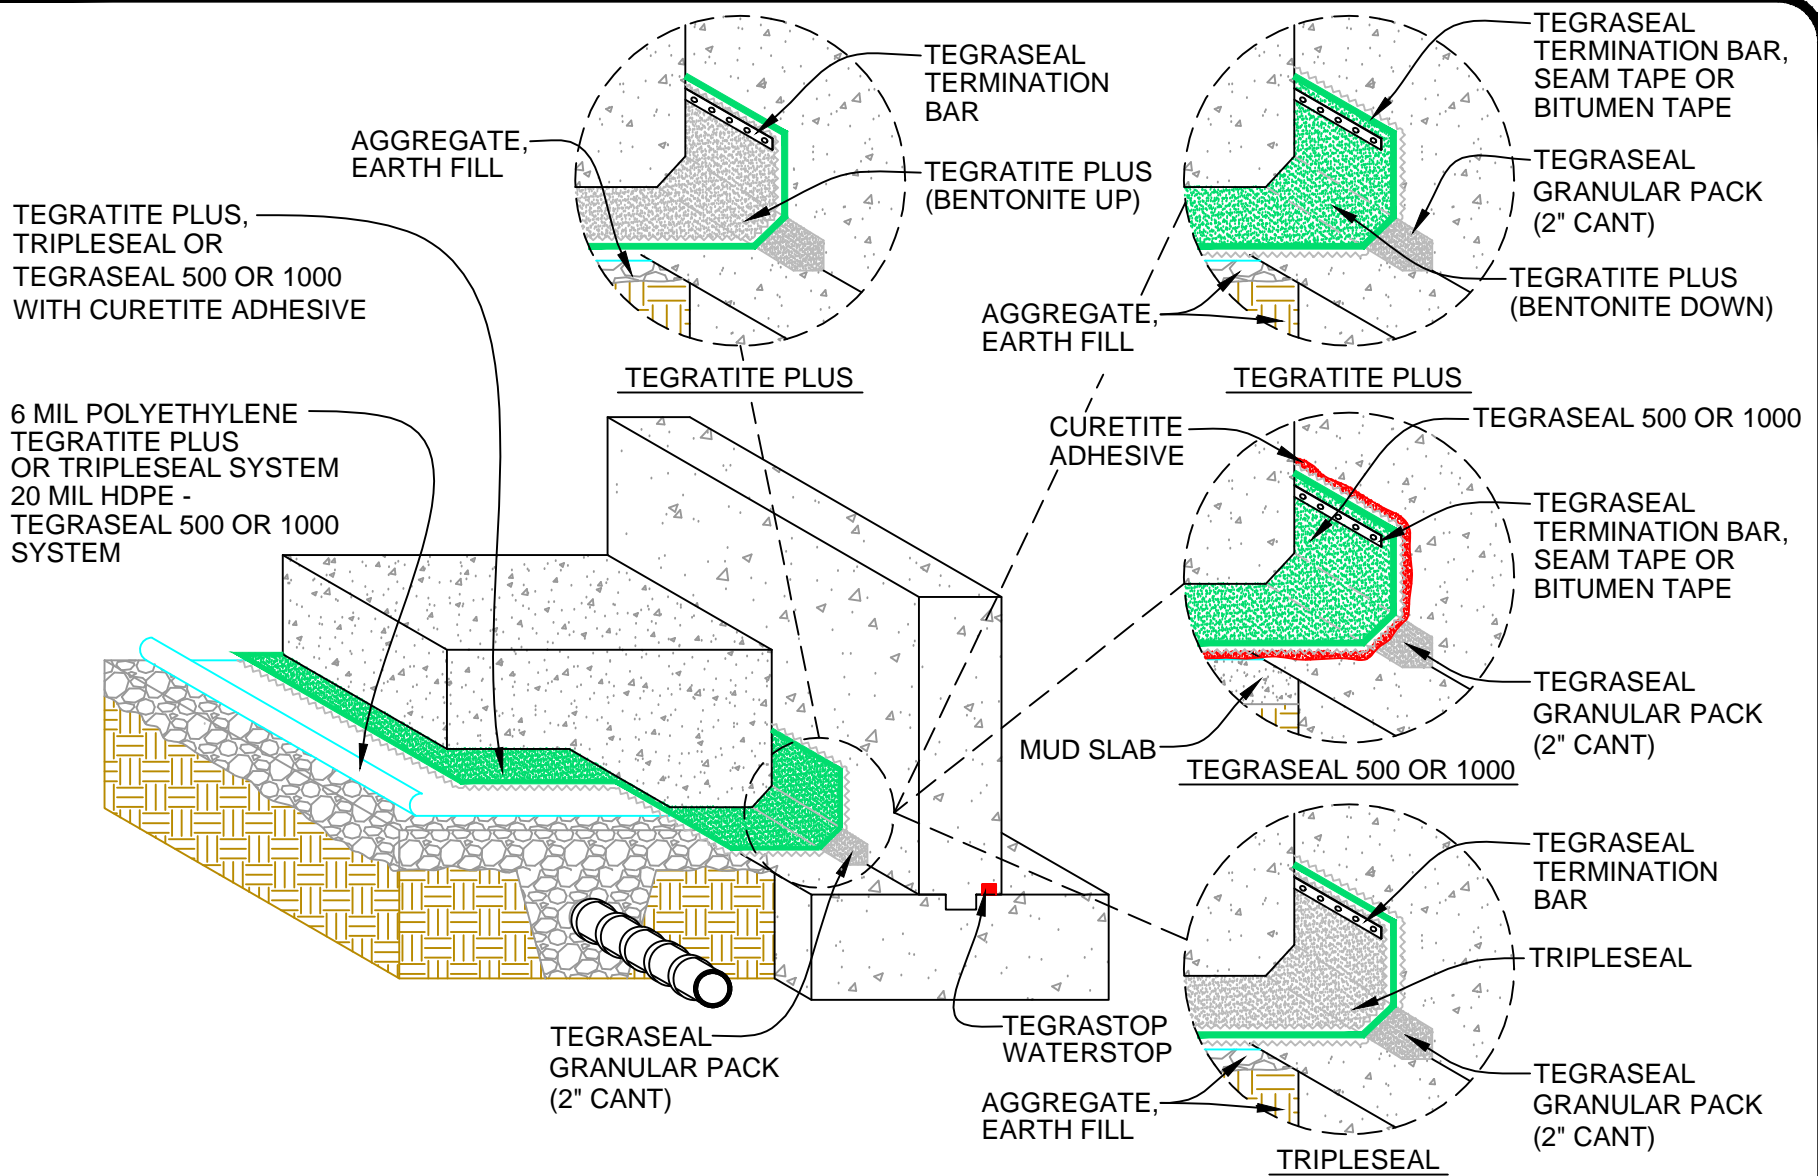 TEGRASEAL
TERMINATION
BAR
AGGREGATE,
EARTH FILL
TEGRATITE PLUS
(BENTONITE UP)
TEGRATITE PLUS
TEGRASEAL
TERMINATION BAR,
SEAM TAPE OR
BITUMEN TAPE
TEGRASEAL
GRANULAR PACK
(2" CANT)
TEGRATITE PLUS
(BENTONITE DOWN)
AGGREGATE,
EARTH FILL
TEGRATITE PLUS
TEGRATITE PLUS,
TRIPLESEAL OR
TEGRASEAL 500 OR 1000
WITH CURETITE ADHESIVE
6 MIL POLYETHYLENE
TEGRATITE PLUS
OR TRIPLESEAL SYSTEM
20 MIL HDPE -
TEGRASEAL 500 OR 1000
SYSTEM
CURETITE
ADHESIVE
TEGRASEAL 500 OR 1000
TEGRASEAL
TERMINATION BAR,
SEAM TAPE OR
BITUMEN TAPE
TEGRASEAL
GRANULAR PACK
(2" CANT)
MUD SLAB
TEGRASEAL 500 OR 1000
TEGRASEAL
TERMINATION
BAR
TRIPLESEAL
TEGRASEAL
GRANULAR PACK
(2" CANT)
AGGREGATE,
EARTH FILL
TRIPLESEAL
TEGRASEAL
GRANULAR PACK
(2" CANT)
TEGRASTOP
WATERSTOP